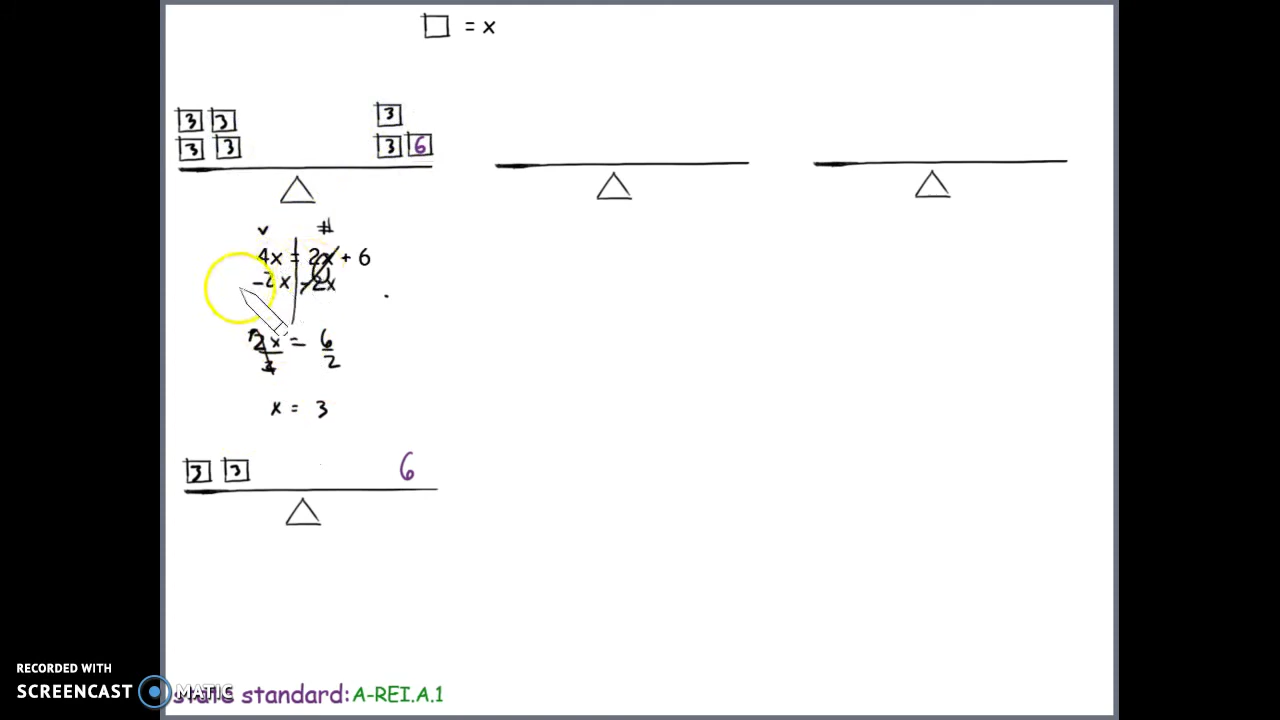 = x
3 3 3
3 3 3 6
v #
4x = 2x + 6
-2x -2x
2x = 6
2 2
x = 3
3 3 6
RECORDED WITH
SCREENCAST MATIC
state standard: A-REI.A.1